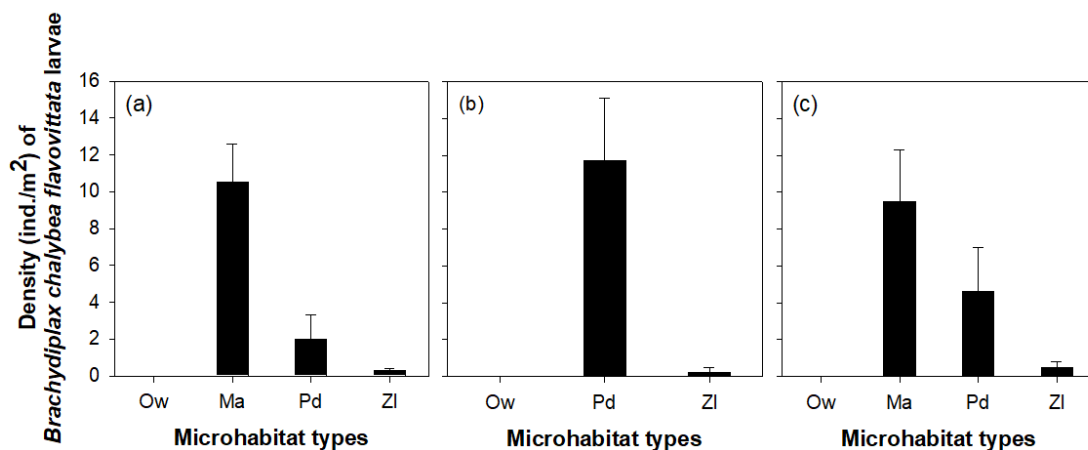 Density (ind./m²) of
Brachydiplax chalybea flavovittata larvae
16
14
12
10
8
6
4
2
0
(a)
Ow Ma Pd Zl
Microhabitat types
(b)
Ow Pd Zl
Microhabitat types
(c)
Ow Ma Pd Zl
Microhabitat types